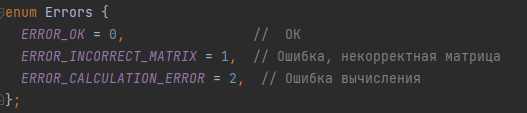 enum Errors {
ERROR_OK = 0, // OK
ERROR_INCORRECT_MATRIX = 1, // Ошибка, некорректная матрица
ERROR_CALCULATION_ERROR = 2, // Ошибка вычисления
};